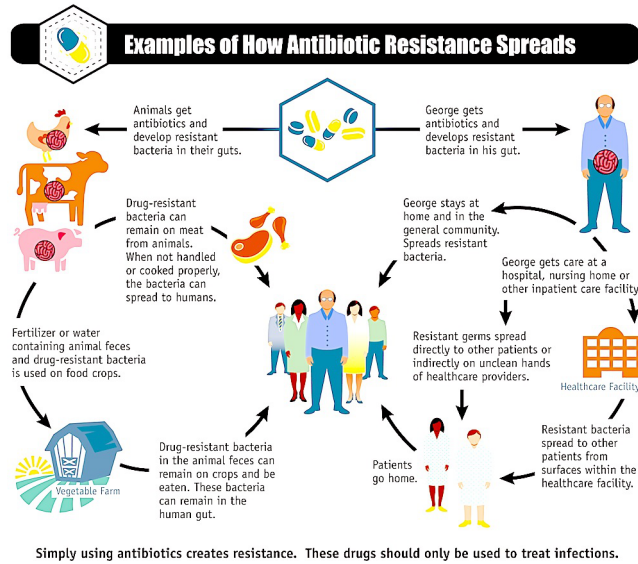 Examples of How Antibiotic Resistance Spreads
Animals get
antibiotics and
develop resistant
bacteria in their guts.
George gets
antibiotics and
develops resistant
bacteria in his gut.
Drug-resistant
bacteria can
remain on meat
from animals.
When not handled
or cooked properly,
the bacteria can
spread to humans.
George stays at
home and in the
general community.
Spreads resistant
bacteria.
George gets care at a
hospital, nursing home or
other inpatient care facility.
Fertilizer or water
containing animal feces
and drug-resistant bacteria
is used on food crops.
Resistant germs spread
directly to other patients or
indirectly on unclean hands
of healthcare providers.
Healthcare Facility
Vegetable Farm
Drug-resistant bacteria
in the animal feces can
remain on crops and be
eaten. These bacteria
can remain in the
human gut.
Patients
go home.
Resistant bacteria
spread to other
patients from
surfaces within the
healthcare facility.
Simply using antibiotics creates resistance. These drugs should only be used to treat infections.